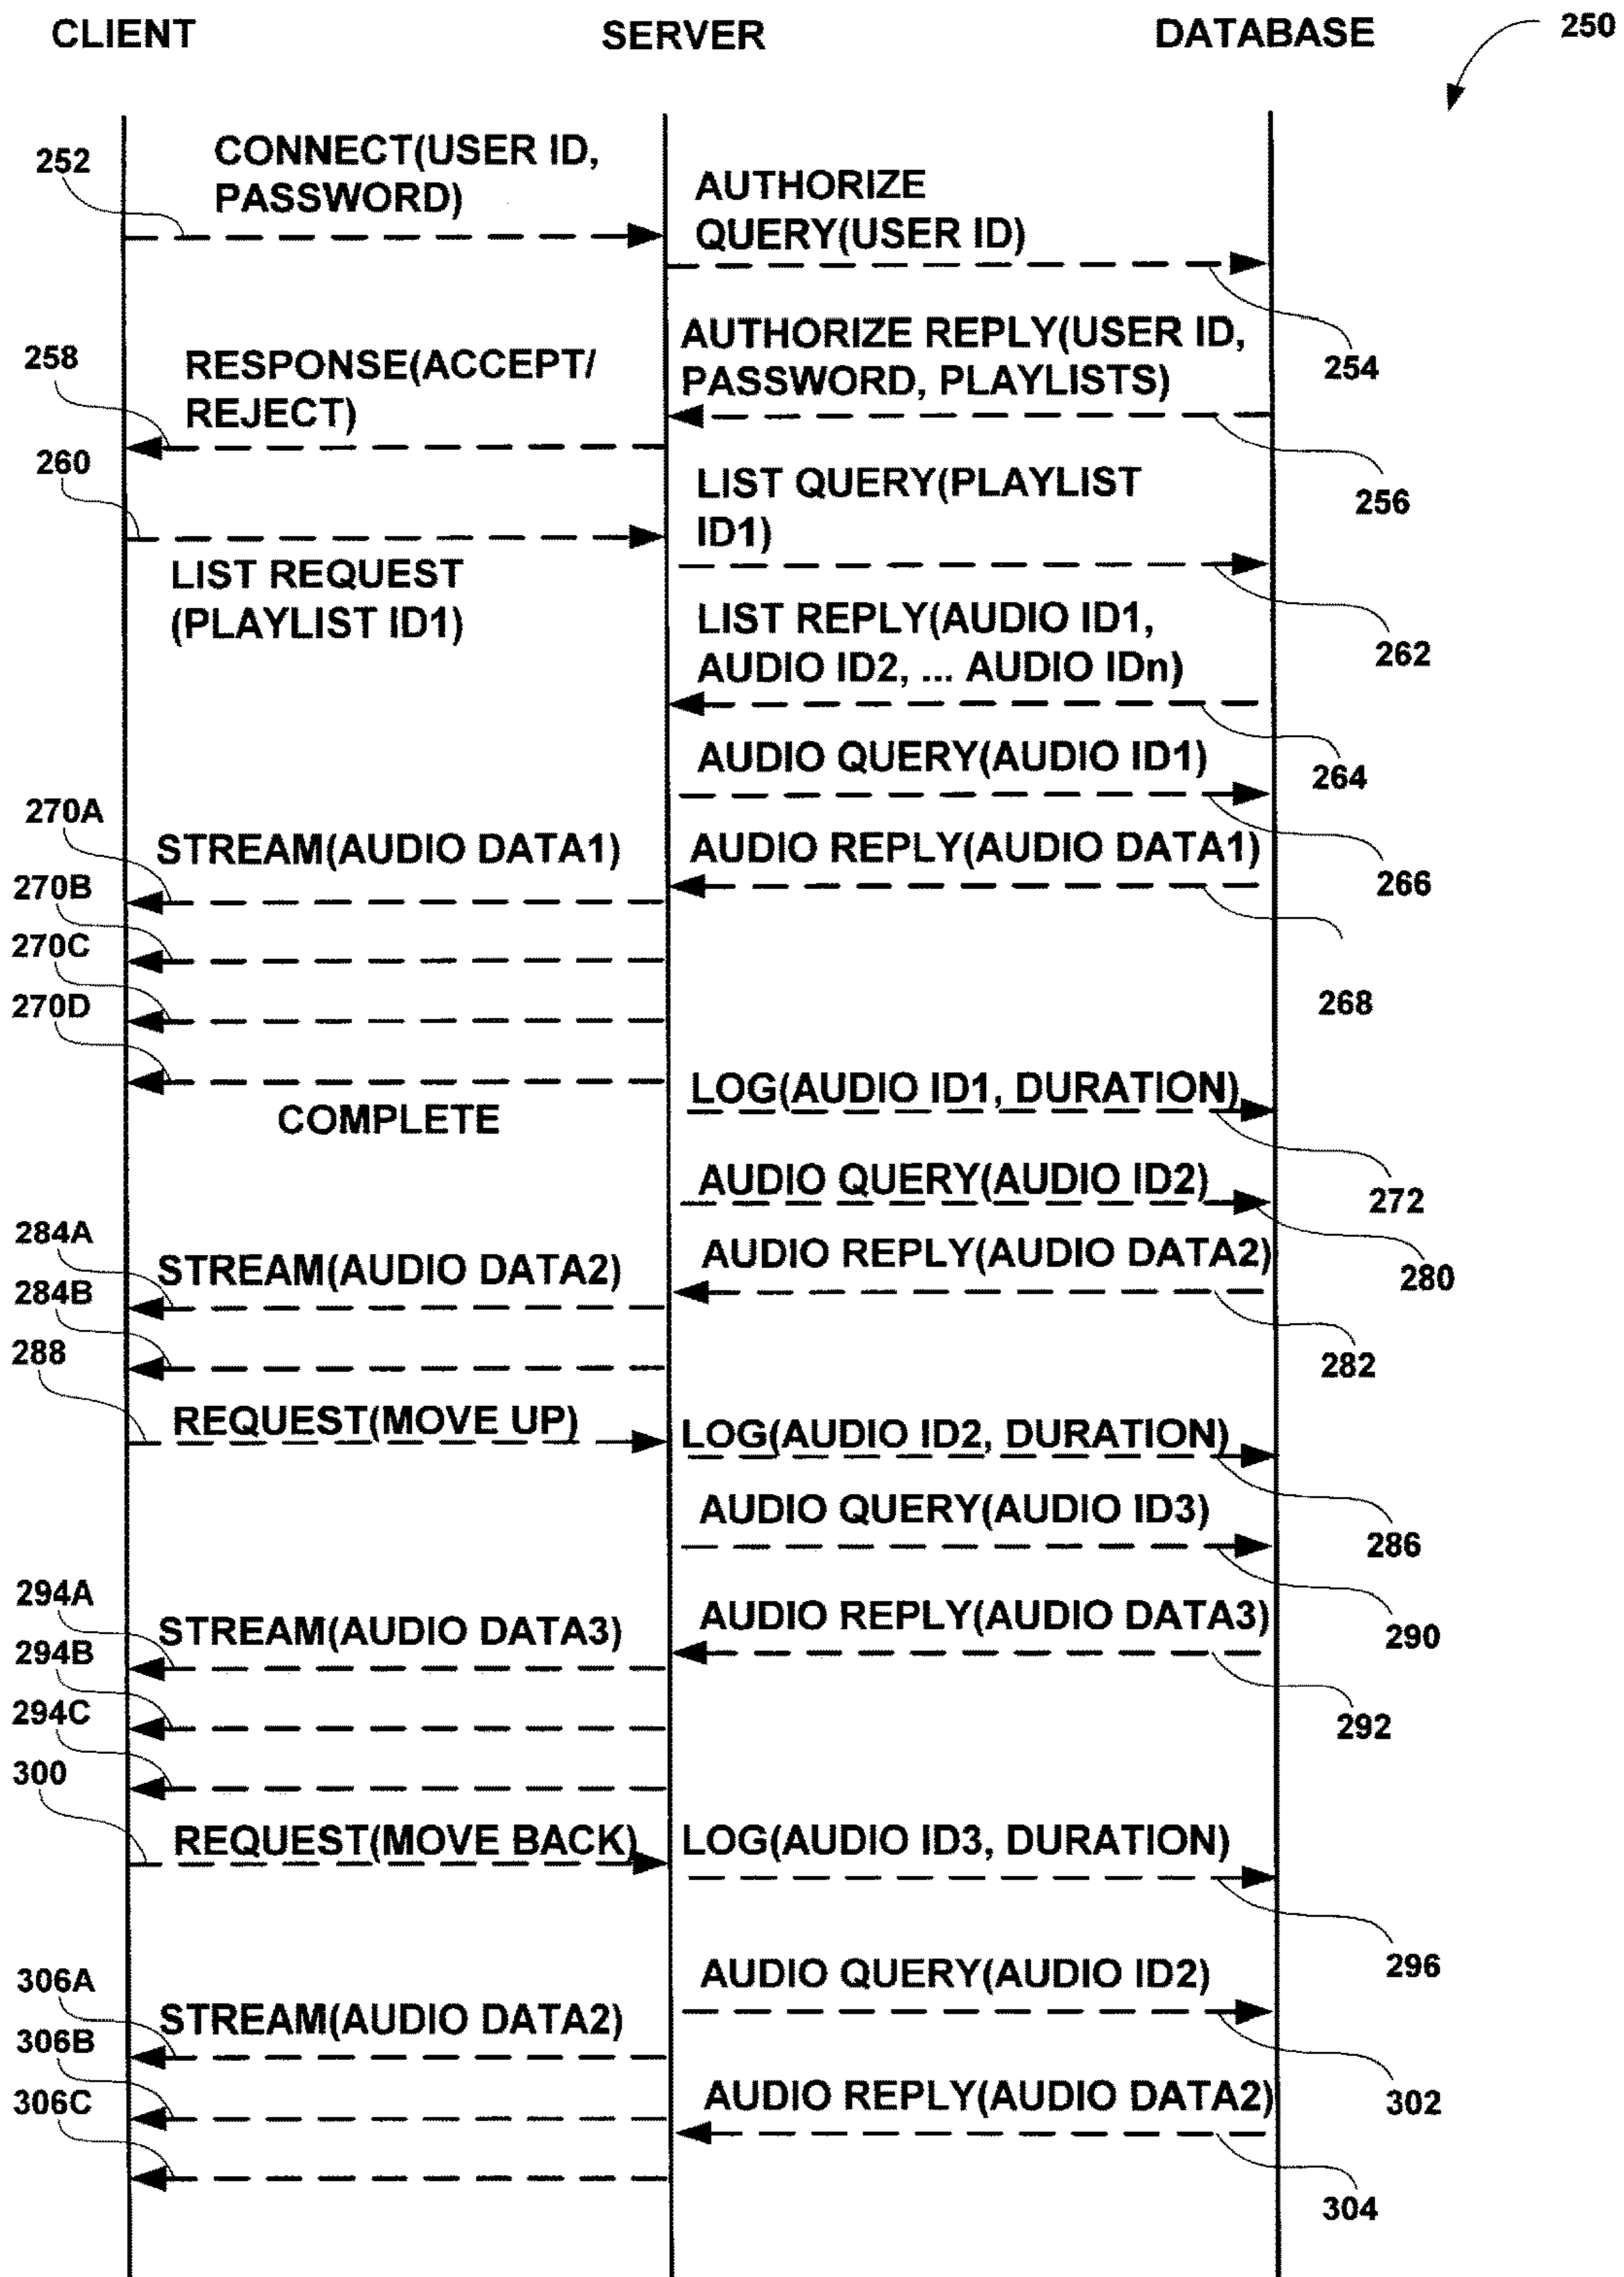 CLIENT
SERVER
DATABASE
250
252
CONNECT(USER ID,
PASSWORD)
AUTHORIZE
QUERY(USER ID)
254
AUTHORIZE REPLY(USER ID,
PASSWORD, PLAYLISTS)
256
258
RESPONSE(ACCEPT/
REJECT)
260
LIST REQUEST
(PLAYLIST ID1)
LIST QUERY(PLAYLIST
ID1)
262
LIST REPLY(AUDIO ID1,
AUDIO ID2, ... AUDIO IDn)
264
AUDIO QUERY(AUDIO ID1)
266
AUDIO REPLY(AUDIO DATA1)
268
270A
STREAM(AUDIO DATA1)
270B
270C
270D
COMPLETE
LOG(AUDIO ID1, DURATION)
272
AUDIO QUERY(AUDIO ID2)
280
AUDIO REPLY(AUDIO DATA2)
282
284A
STREAM(AUDIO DATA2)
284B
288
REQUEST(MOVE UP)
LOG(AUDIO ID2, DURATION)
286
AUDIO QUERY(AUDIO ID3)
290
AUDIO REPLY(AUDIO DATA3)
292
294A
STREAM(AUDIO DATA3)
294B
294C
300
REQUEST(MOVE BACK)
LOG(AUDIO ID3, DURATION)
296
AUDIO QUERY(AUDIO ID2)
302
306A
STREAM(AUDIO DATA2)
306B
306C
AUDIO REPLY(AUDIO DATA2)
304